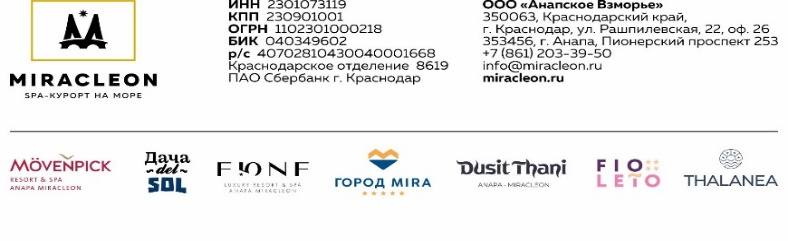 MIRACLEON
SPA-КУРОРТ НА МОРЕ
ИНН 2301073119
КПП 230901001
ОГРН 1102301000218
БИК 040349602
р/с 40702810430040001668
Краснодарское отделение 8619
ПАО Сбербанк г. Краснодар
ООО «Анапское Взморье»
350063, Краснодарский край,
г. Краснодар, ул. Рашпилевская, 22, оф. 26
353456, г. Анапа, Пионерский проспект 253
+7 (861) 203-39-50
info@miracleon.ru
miracleon.ru
MÖVENPICK
RESORT & SPA
ANAPA MIRACLEON
Дача
del
SOL
FIONE
LUXURY RESORT & SPA
ANAPA MIRACLEON
ГОРОД MIRA
Dusit Thani
ANAPA - MIRACLEON
FIO
LETO
THALANEA